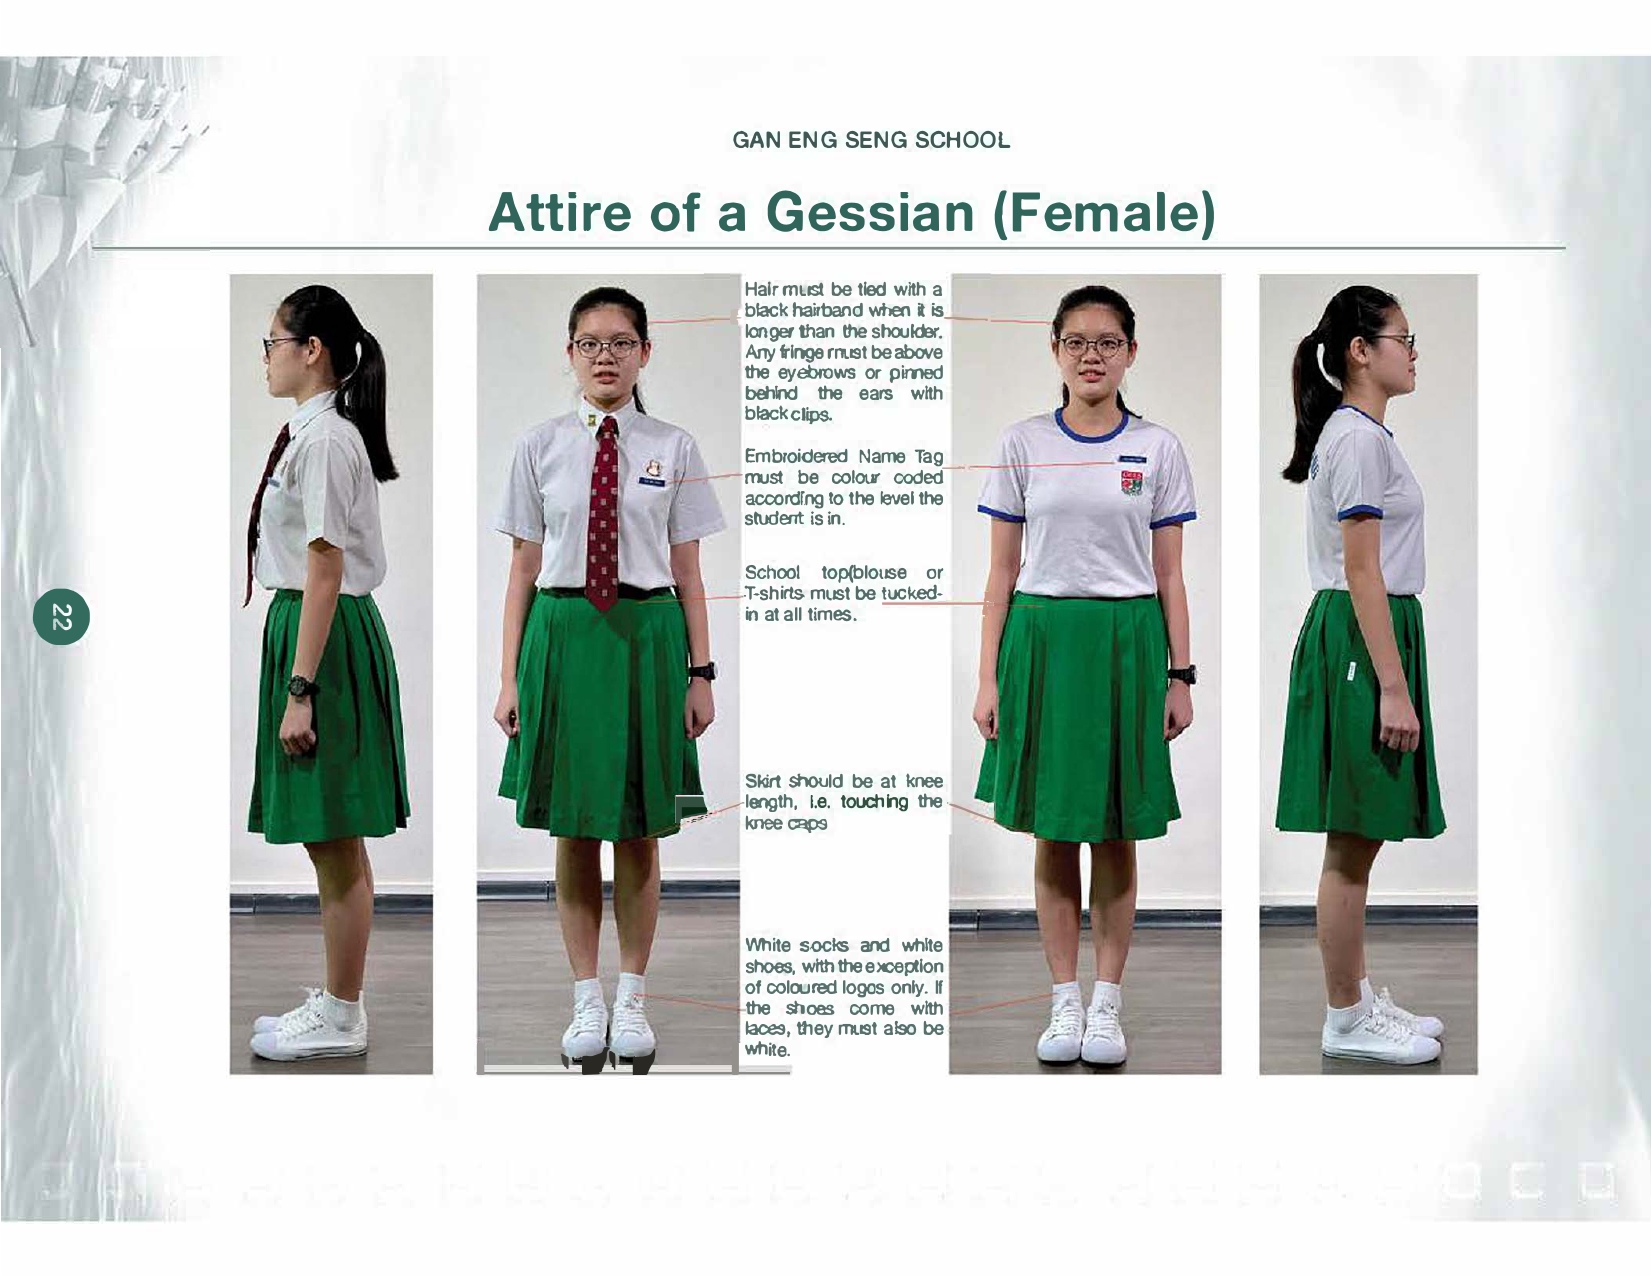 GAN ENG SENG SCHOOL
Attire of a Gessian (Female)
Hair must be tied with a
black hairband when it is
longer than the shoulder.
Any fringe must be above
the eyebrows or pinned
behind the ears with
black clips.
Embroidered Name Tag
must be colour coded
according to the level the
student is in.
School top(blouse or
T-shirts must be tucked-
in at all times.
Skirt should be at knee
length, i.e. touching the
knee caps
White socks and white
shoes, with the exception
of coloured logos only. If
the shoes come with
laces, they must also be
white.
22